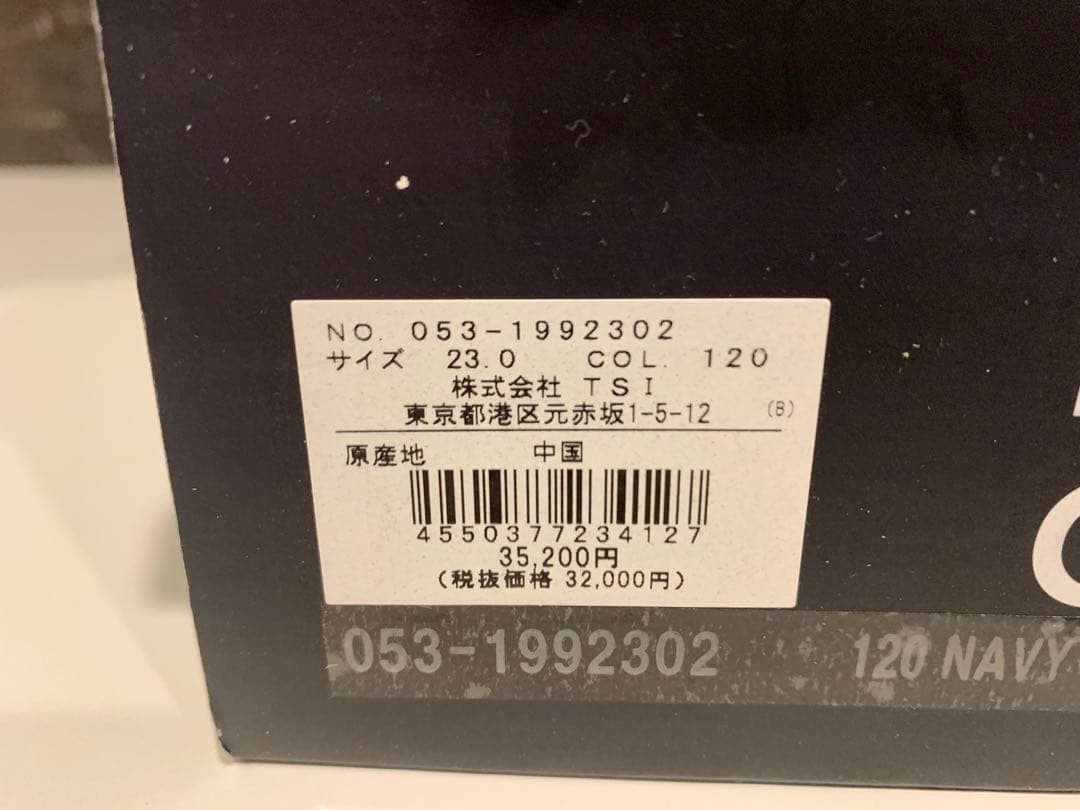 NO. 053-1992302
サイズ 23.0 COL. 120
株式会社 TSI
東京都港区元赤坂1-5-12 (B)
原産地 中国
4550377234127
35,200円
(税抜価格 32,000円)
053-1992302 120 NAVY